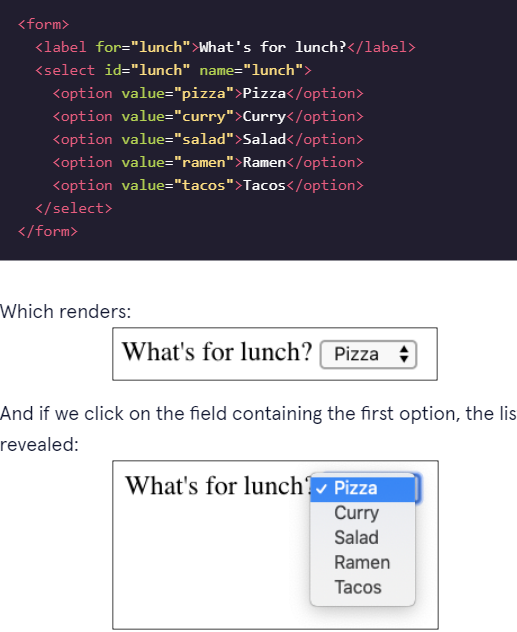 <form>
<label for="lunch">What's for lunch?</label>
<select id="lunch" name="lunch">
<option value="pizza">Pizza</option>
<option value="curry">Curry</option>
<option value="salad">Salad</option>
<option value="ramen">Ramen</option>
<option value="tacos">Tacos</option>
</select>
</form>
Which renders:
What's for lunch? Pizza
And if we click on the field containing the first option, the lis
revealed:
What's for lunch? ✓ Pizza
Curry
Salad
Ramen
Tacos